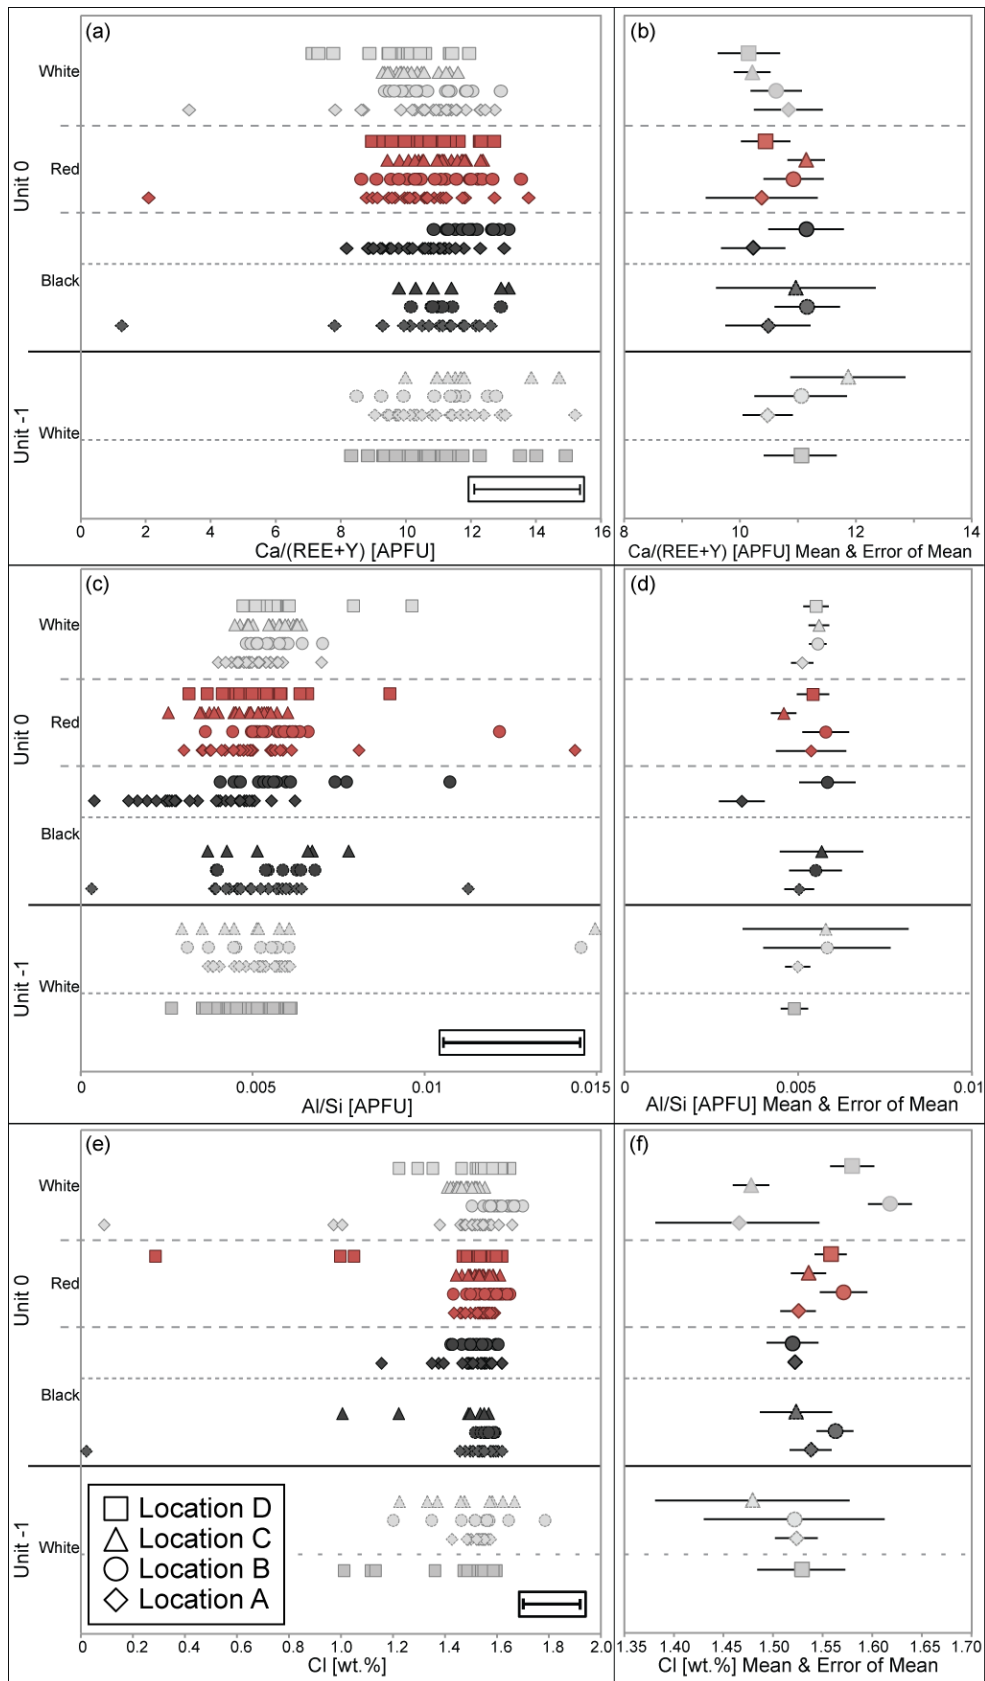 (a)
(b)
White
Unit 0
Red
Black
Unit -1
White
0 2 4 6 8 10 12 14 16
Ca/(REE+Y) [APFU]
8 10 12 14
Ca/(REE+Y) [APFU] Mean & Error of Mean
(c)
(d)
White
Unit 0
Red
Black
Unit -1
White
0 0.005 0.01 0.015
Al/Si [APFU]
0 0.005 0.01
Al/Si [APFU] Mean & Error of Mean
(e)
(f)
White
Unit 0
Red
Black
Unit -1
White
Location D
Location C
Location B
Location A
0 0.2 0.4 0.6 0.8 1.0 1.2 1.4 1.6 1.8 2.0
Cl [wt.%]
1.35 1.40 1.45 1.50 1.55 1.60 1.65 1.70
Cl [wt.%] Mean & Error of Mean